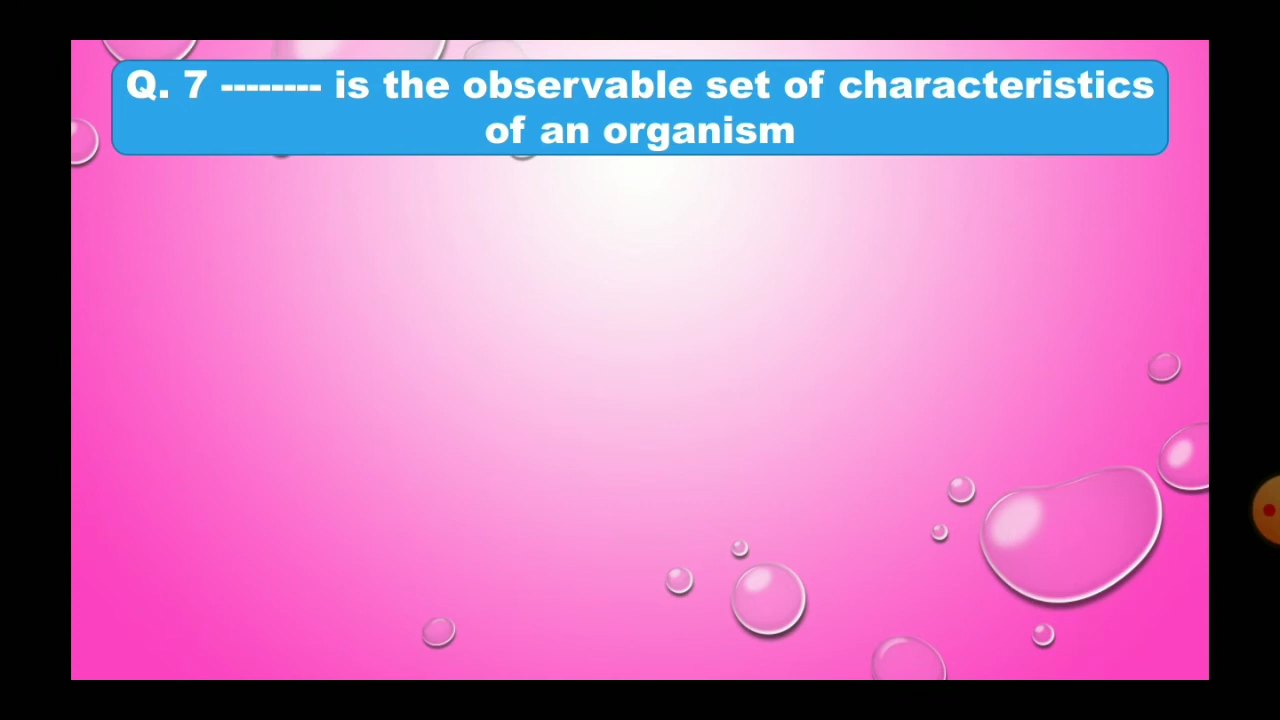 Q. 7 -------- is the observable set of characteristics
of an organism